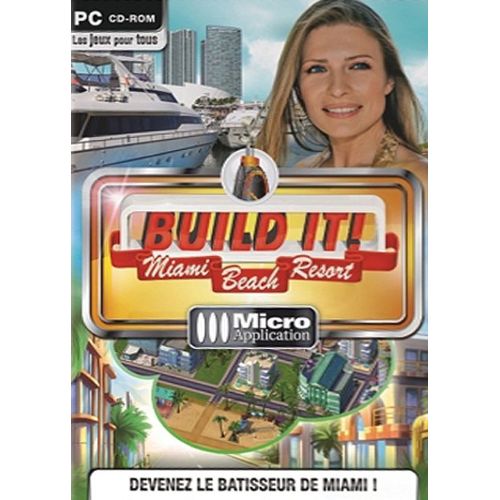 PC CD-ROM
Les jeux pour tous
BUILD IT!
Miami Beach Resort
Micro
Application
DEVENEZ LE BATISSEUR DE MIAMI !